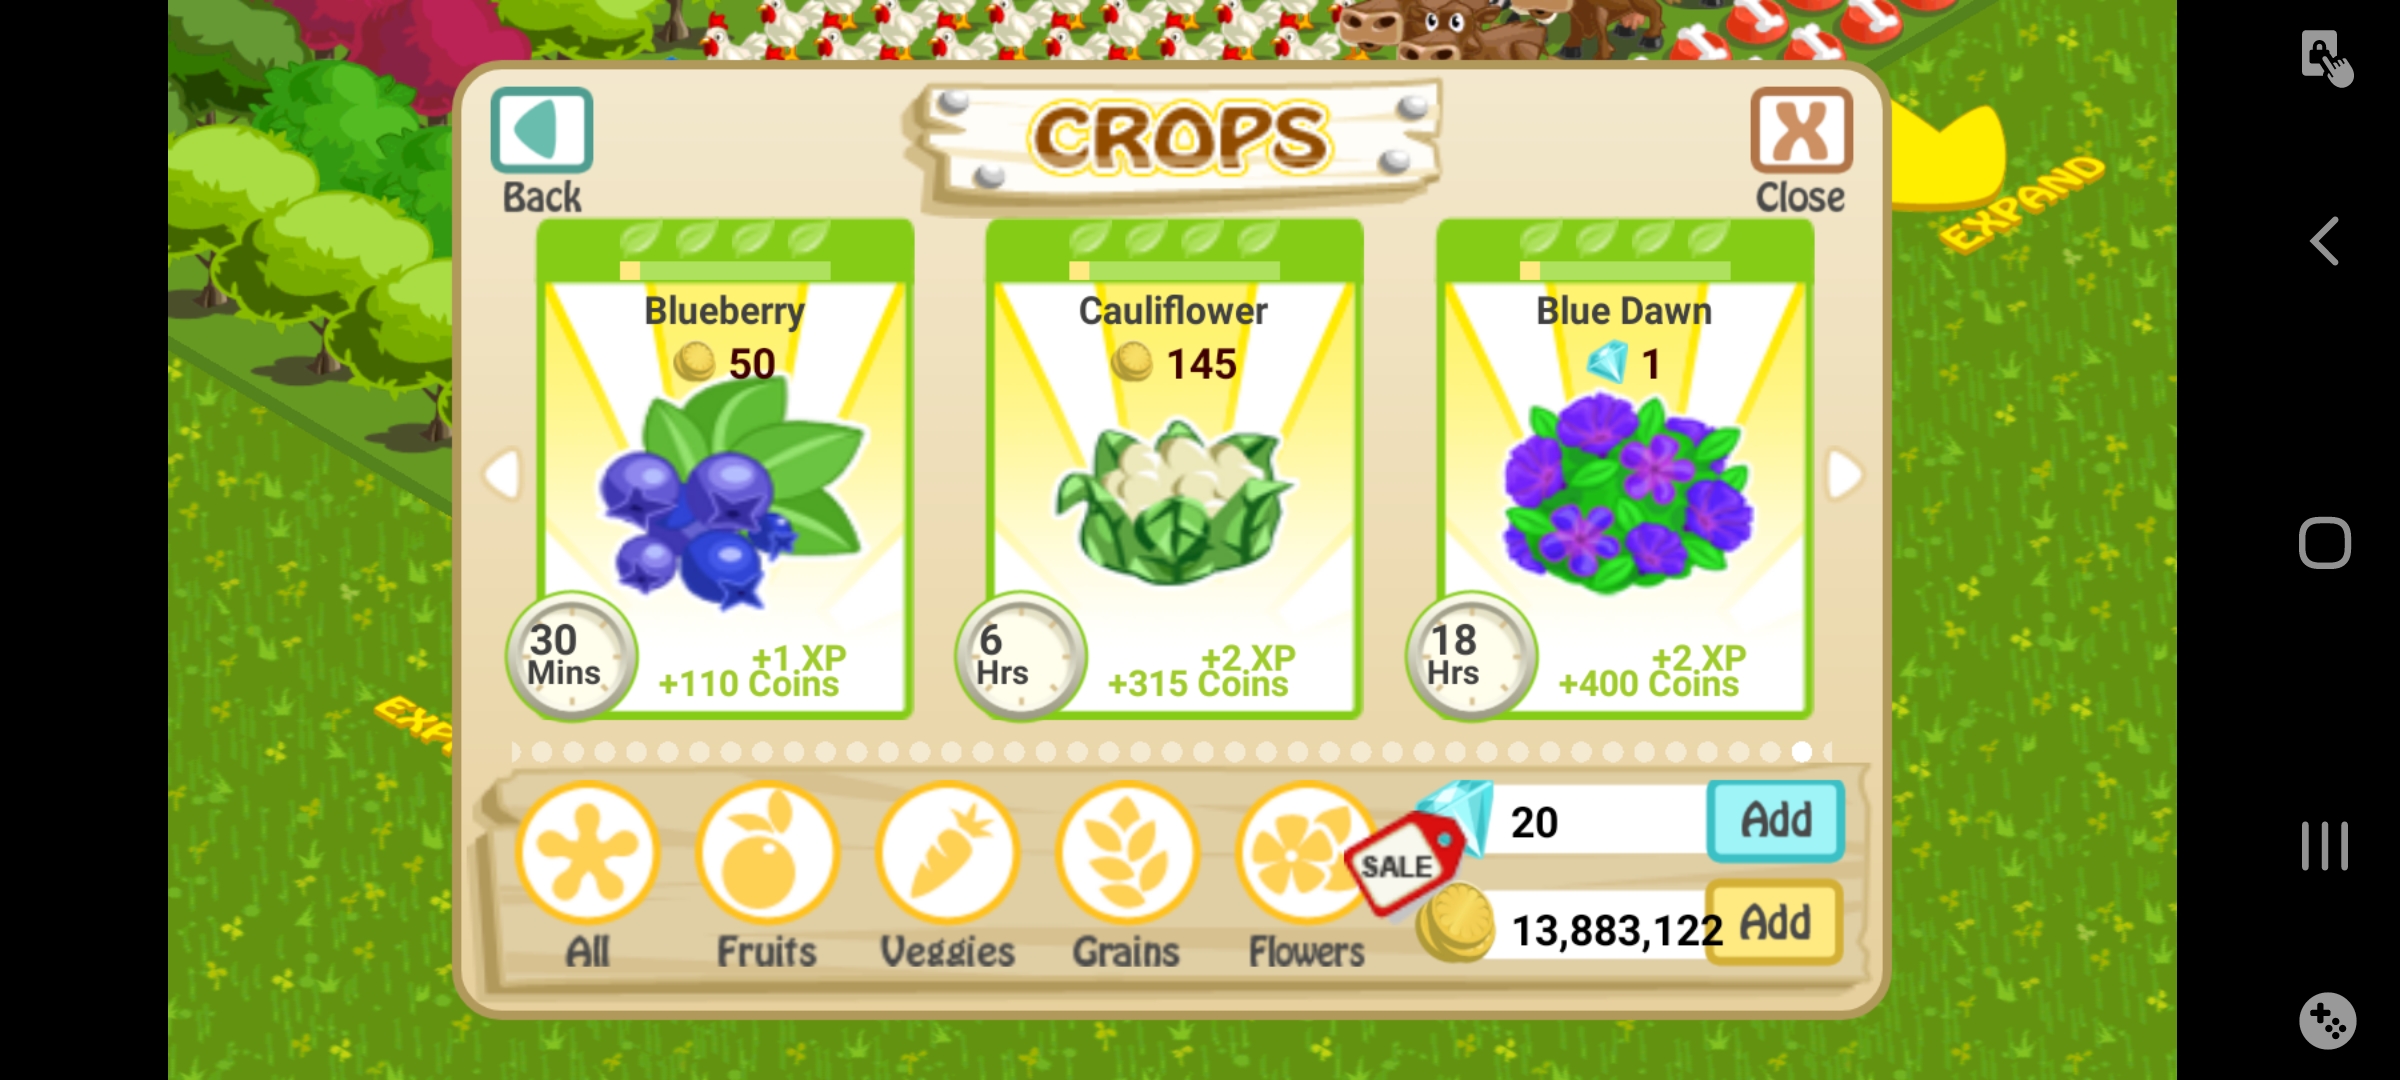 CROPS
Back
Close
EXPAND
Blueberry
50
30
Mins
+1 XP
+110 Coins
Cauliflower
145
6
Hrs
+2 XP
+315 Coins
Blue Dawn
1
18
Hrs
+2 XP
+400 Coins
EXP
All
Fruits
Veggies
Grains
Flowers
SALE
20
Add
13,883,122
Add